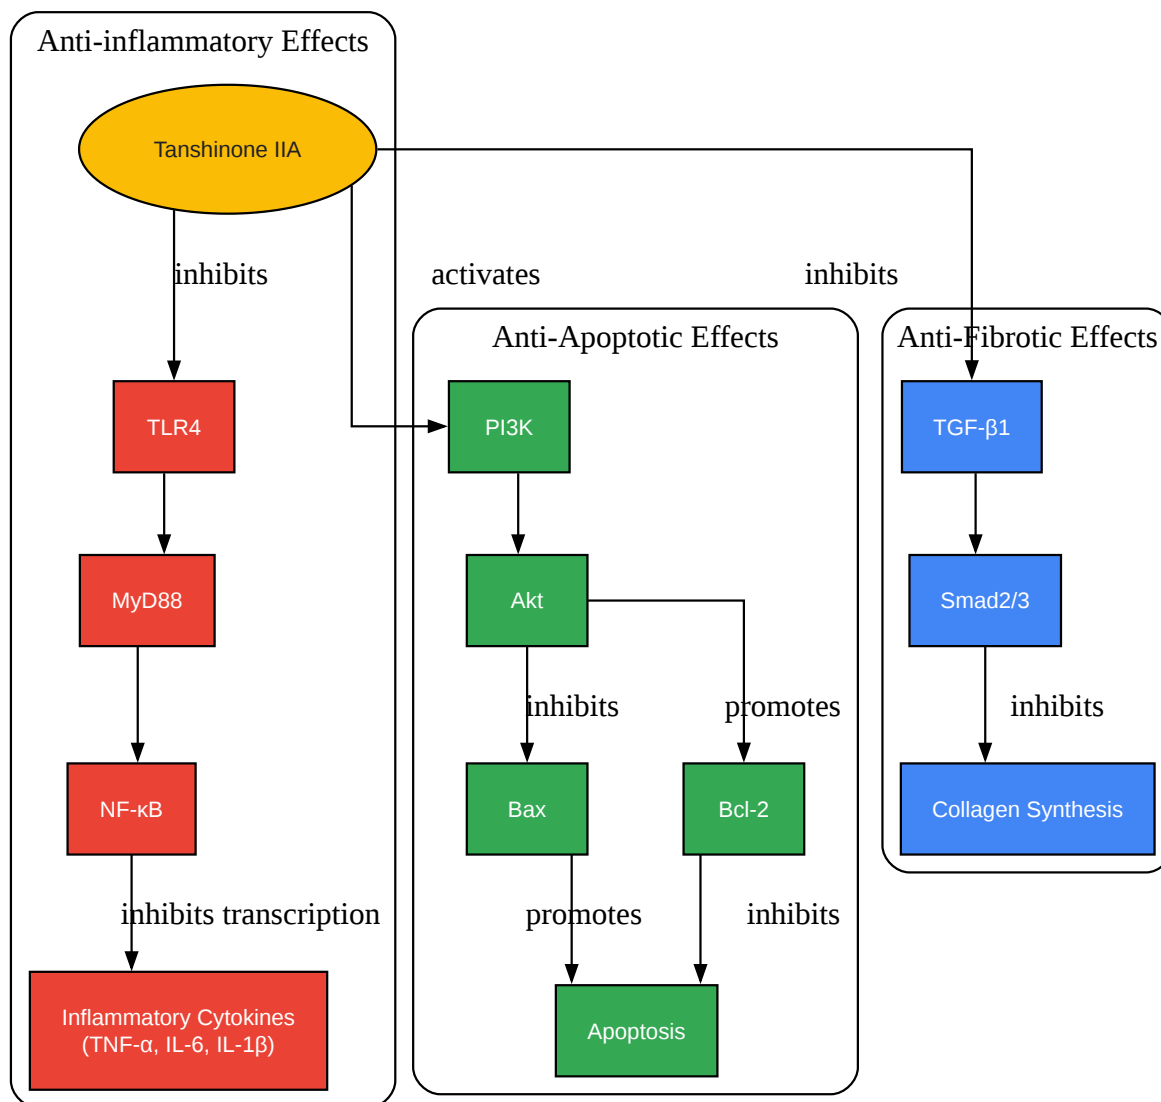 Anti-inflammatory Effects
Tanshinone IIA
inhibits
activates
inhibits
Anti-Apoptotic Effects
Anti-Fibrotic Effects
TLR4
PI3K
TGF-β1
MyD88
Akt
Smad2/3
inhibits
promotes
inhibits
NF-κB
Bax
Bcl-2
Collagen Synthesis
inhibits transcription
promotes
inhibits
Inflammatory Cytokines
(TNF-α, IL-6, IL-1β)
Apoptosis